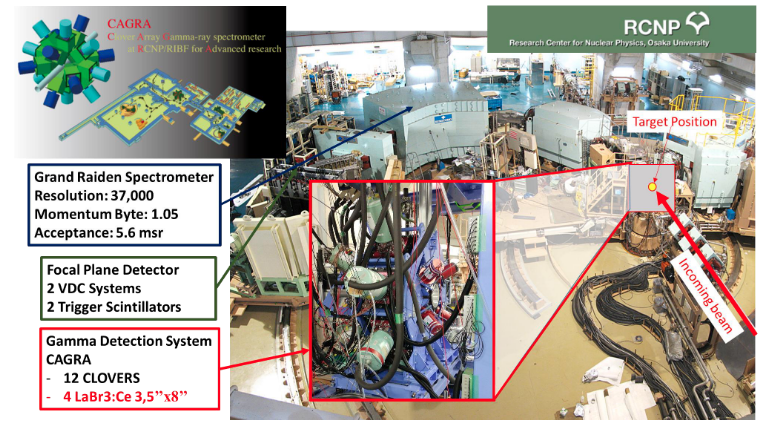 CAGRA
Clover Array Gamma-ray spectrometer
at RCNP/RIBF for Advanced research
RCNP
Research Center for Nuclear Physics, Osaka University
Target Position
Grand Raiden Spectrometer
Resolution: 37,000
Momentum Byte: 1.05
Acceptance: 5.6 msr
Focal Plane Detector
2 VDC Systems
2 Trigger Scintillators
Incoming beam
Gamma Detection System
CAGRA
- 12 CLOVERS
- 4 LaBr3:Ce 3,5’’x8’’